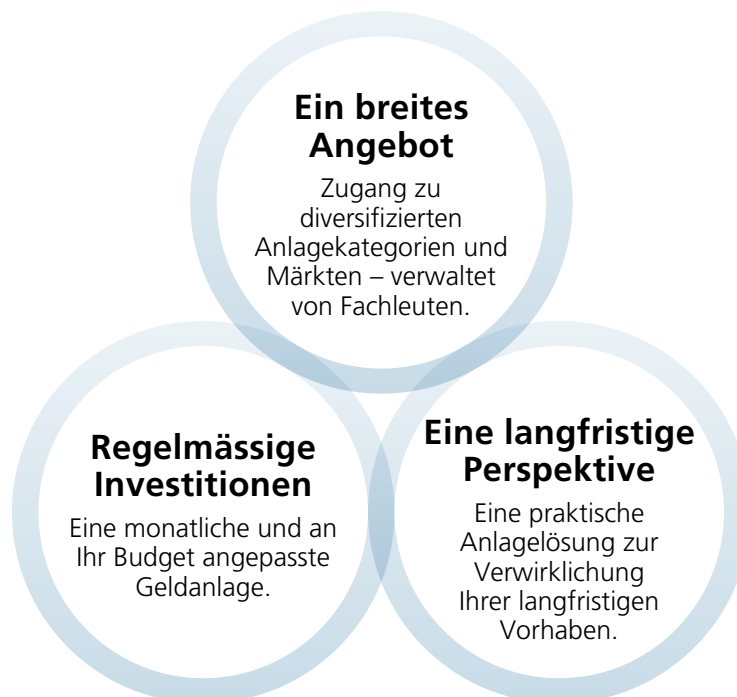 Ein breites
Angebot
Zugang zu
diversifizierten
Anlagekategorien und
Märkten – verwaltet
von Fachleuten.
Regelmässige
Investitionen
Eine monatliche und an
Ihr Budget angepasste
Geldanlage.
Eine langfristige
Perspektive
Eine praktische
Anlagelösung zur
Verwirklichung
Ihrer langfristigen
Vorhaben.